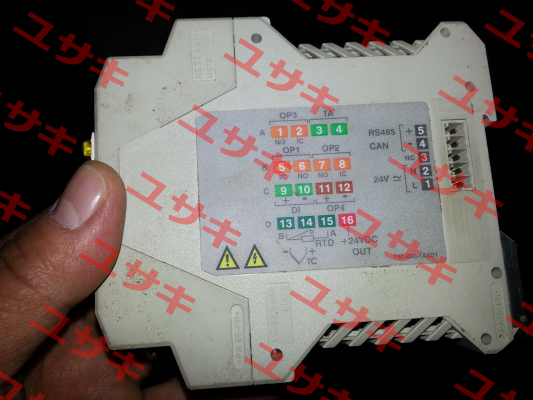 OP3 TA
A 1 2 3 4
NO IC
OP1 OP2
B 5 6 7 8
NO IC NO IC
C 9 10 11 12
+ - + -
DI OP4
D 13 14 15 16
B A
RTD +24VDC
TC OUT
RS485 + 5
CAN - 4
NC 3
24V ≂ N 2
L 1
ユサキ